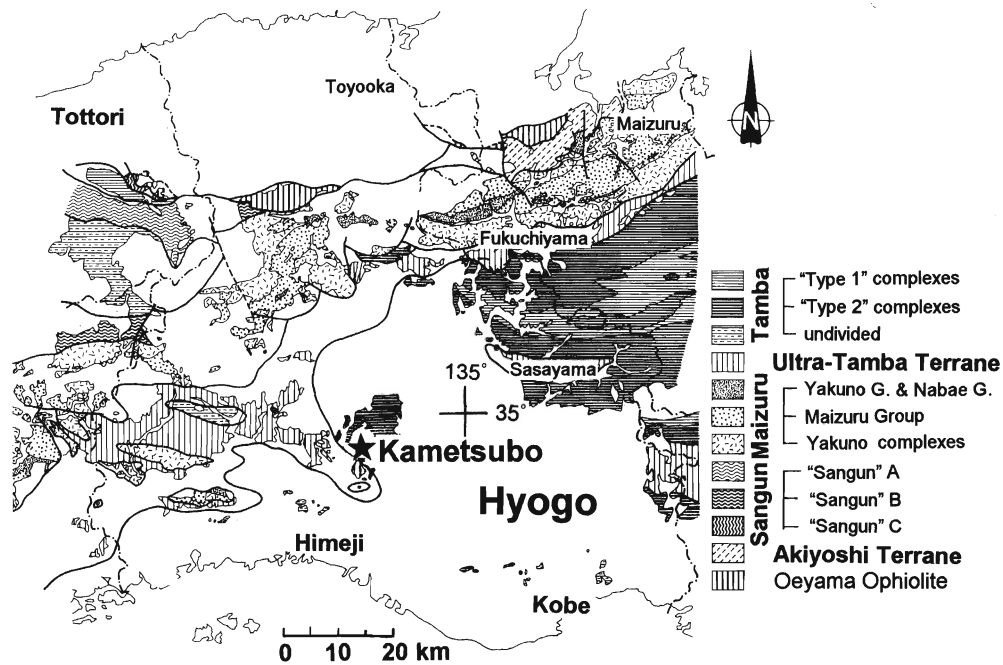 Toyooka
Tottori
Maizuru
N
Fukuchiyama
Sasayama
135°
35°
Kametsubo
Hyogo
Himeji
Kobe
0 10 20 km
Tamba
"Type 1" complexes
"Type 2" complexes
undivided
Ultra-Tamba Terrane
Maizuru
Yakuno G. & Nabae G.
Maizuru Group
Yakuno complexes
Sangun
"Sangun" A
"Sangun" B
"Sangun" C
Akiyoshi Terrane
Oeyama Ophiolite